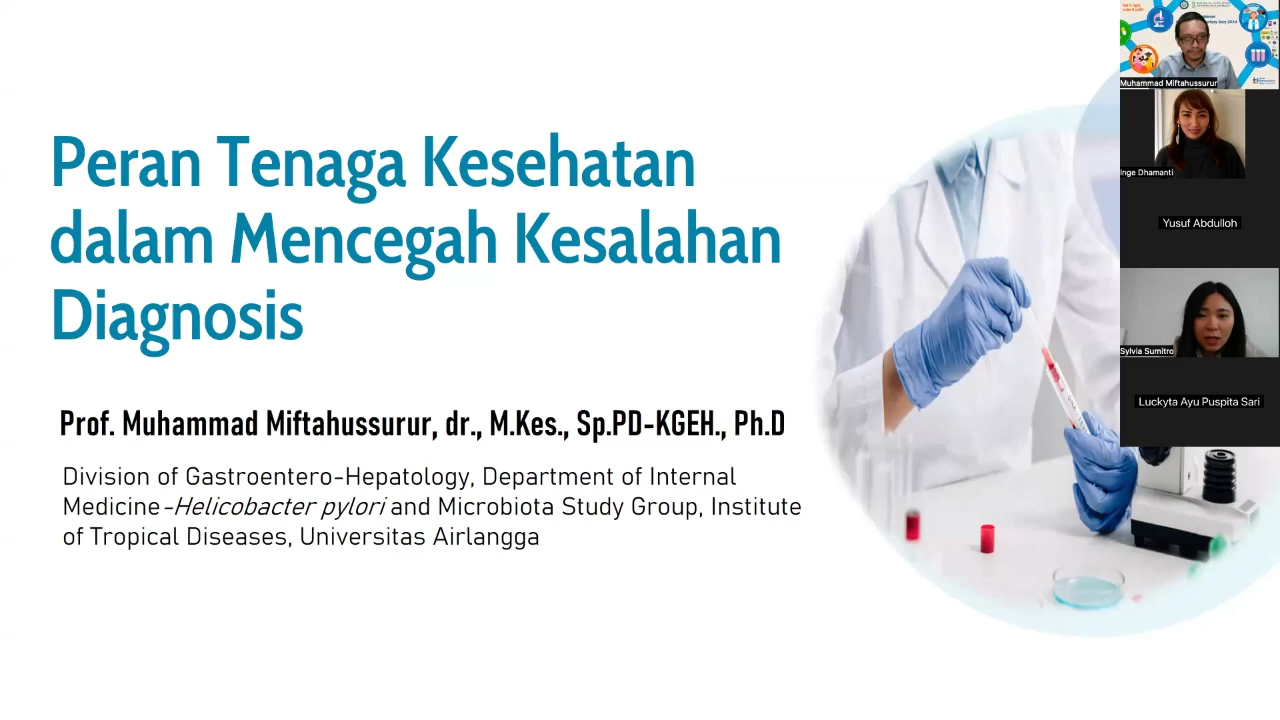 Peran Tenaga Kesehatan
dalam Mencegah Kesalahan
Diagnosis
Prof. Muhammad Miftahussurur, dr., M.Kes., Sp.PD-KGEH., Ph.D
Division of Gastroentero-Hepatology, Department of Internal
Medicine-Helicobacter pylori and Microbiota Study Group, Institute
of Tropical Diseases, Universitas Airlangga
Muhammad Miftahussurur
Inge Dhamanti
Yusuf Abdulloh
Sylvia Sumitro
Luckyta Ayu Puspita Sari